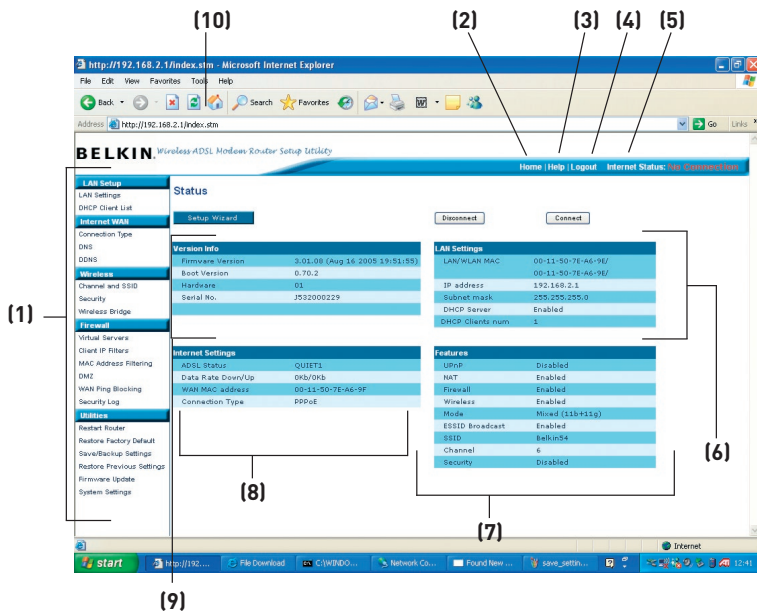 (10)
(2)
(3)
(4)
(5)
http://192.168.2.1/index.stm - Microsoft Internet Explorer
File Edit View Favorites Tools Help
Back Search Favorites
Address http://192.168.2.1/index.stm Go Links »
BELKIN. Wireless ADSL Modem Router Setup Utility
Home | Help | Logout Internet Status: No Connection
LAN Setup
LAN Settings
DHCP Client List
Internet WAN
Connection Type
DNS
DDNS
Wireless
Channel and SSID
Security
Wireless Bridge
Firewall
Virtual Servers
Client IP Filters
MAC Address Filtering
DMZ
WAN Ping Blocking
Security Log
Utilities
Restart Router
Restore Factory Default
Save/Backup Settings
Restore Previous Settings
Firmware Update
System Settings
(1)
Status
Setup Wizard
Disconnect
Connect
Version Info
Firmware Version 3.01.08 (Aug 16 2005 19:51:55)
Boot Version 0.70.2
Hardware 01
Serial No. J532000229
LAN Settings
LAN/WLAN MAC 00-11-50-7E-A6-9E/
00-11-50-7E-A6-9E/
IP address 192.168.2.1
Subnet mask 255.255.255.0
DHCP Server Enabled
DHCP Clients num 1
(6)
Internet Settings
ADSL Status QUIET1
Data Rate Down/Up 0Kb/0Kb
WAN MAC address 00-11-50-7E-A6-9F
Connection Type PPPoE
(8)
Features
UPnP Disabled
NAT Enabled
Firewall Enabled
Wireless Enabled
Mode Mixed (11b+11g)
ESSID Broadcast Enabled
SSID Belkin54
Channel 6
Security Disabled
(7)
Internet
start http://192.... File Download C:\WINDO... Network Co... Found New ... save_settin... 12:41
(9)